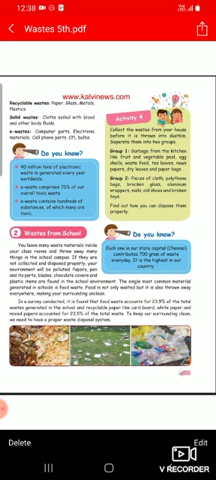 12:38
Wastes 5th.pdf
www.kalvinews.com
Recyclable wastes: Paper, Glass, Metals,
Plastics.
Solid wastes: Cloths soiled with blood
and other body fluids.
e-wastes: Computer parts, Electronic
materials, Cell phone parts, CFL bulbs.
Do you know?
40 million tons of electronic
waste is generated every year
worldwide.
e-waste comprises 70% of our
overall toxic waste.
e-waste contains hundreds of
substances, of which many are
toxic.
Activity 4
Collect the wastes from your house
before it is thrown into dustbin.
Separate them into two groups.
Group 1: Garbage from the kitchen
like fruit and vegetable peel, egg
shells, waste food, tea leaves, news
papers, dry leaves and paper bags.
Group 2: Pieces of cloth, polythene
bags, brocken glass, aluminium
wrappers, nails, old shoes and broken
toys.
Find out how you can dispose them
properly.
2 Wastes from School
You leave many waste materials inside
your class rooms and throw away many
things in the school campus. If they are
not collected and disposed properly, your
environment will be polluted. Papers, pen
and its parts, blades, chocolate covers and
plastic items are found in the school environment. The single most common material
generated in schools is food waste. Food is not only wasted but it is also thrown away
everywhere, making your surrounding unclean.
Do you know?
Each one in our state capital (Chennai)
contributes 700 gram of waste
everyday. It is the highest in our
country.
In a survey conducted, it is found that food waste accounts for 23.9% of the total
wastes generated in the school and recyclable paper like card board, white paper and
mixed papers accounted for 23.5% of the total waste. To keep our surrounding clean,
we need to have a proper waste disposal system.
Delete
List
RECORDER